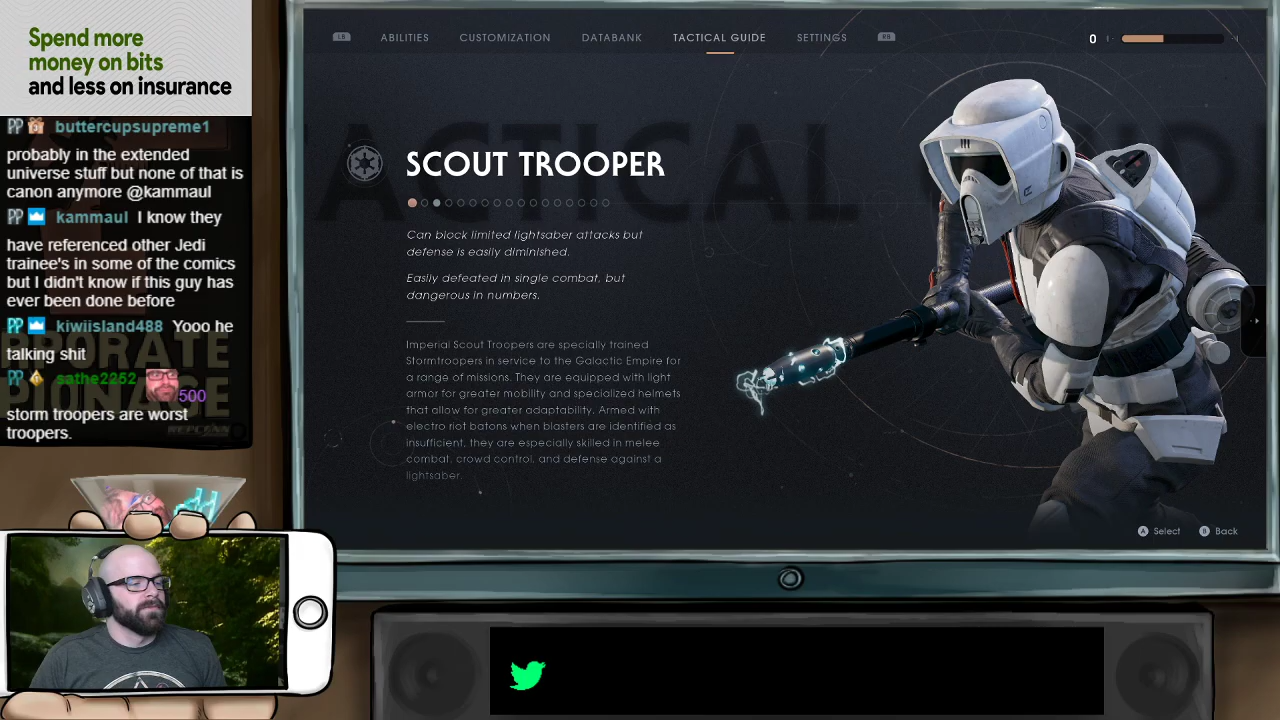 Spend more
money on bits
and less on insurance
buttercupsupreme1
probably in the extended
universe stuff but none of that is
canon anymore @kammaul
kammaul I know they
have referenced other Jedi
trainee's in some of the comics
but I didn't know if this guy has
ever been done before
kiwiisland488 Yooo he
talking shit
sathe2252 500
storm troopers are worst
troopers.
LB ABILITIES CUSTOMIZATION DATABANK TACTICAL GUIDE SETTINGS RB
0
TACTICAL
SCOUT TROOPER
Can block limited lightsaber attacks but
defense is easily diminished.
Easily defeated in single combat, but
dangerous in numbers.
Imperial Scout Troopers are specially trained
Stormtroopers in service to the Galactic Empire for
a range of missions. They are equipped with light
armor for greater mobility and specialized helmets
that allow for greater adaptability. Armed with
electro riot batons when blasters are identified as
insufficient, they are especially skilled in melee
combat, crowd control, and defense against a
lightsaber.
A Select B Back